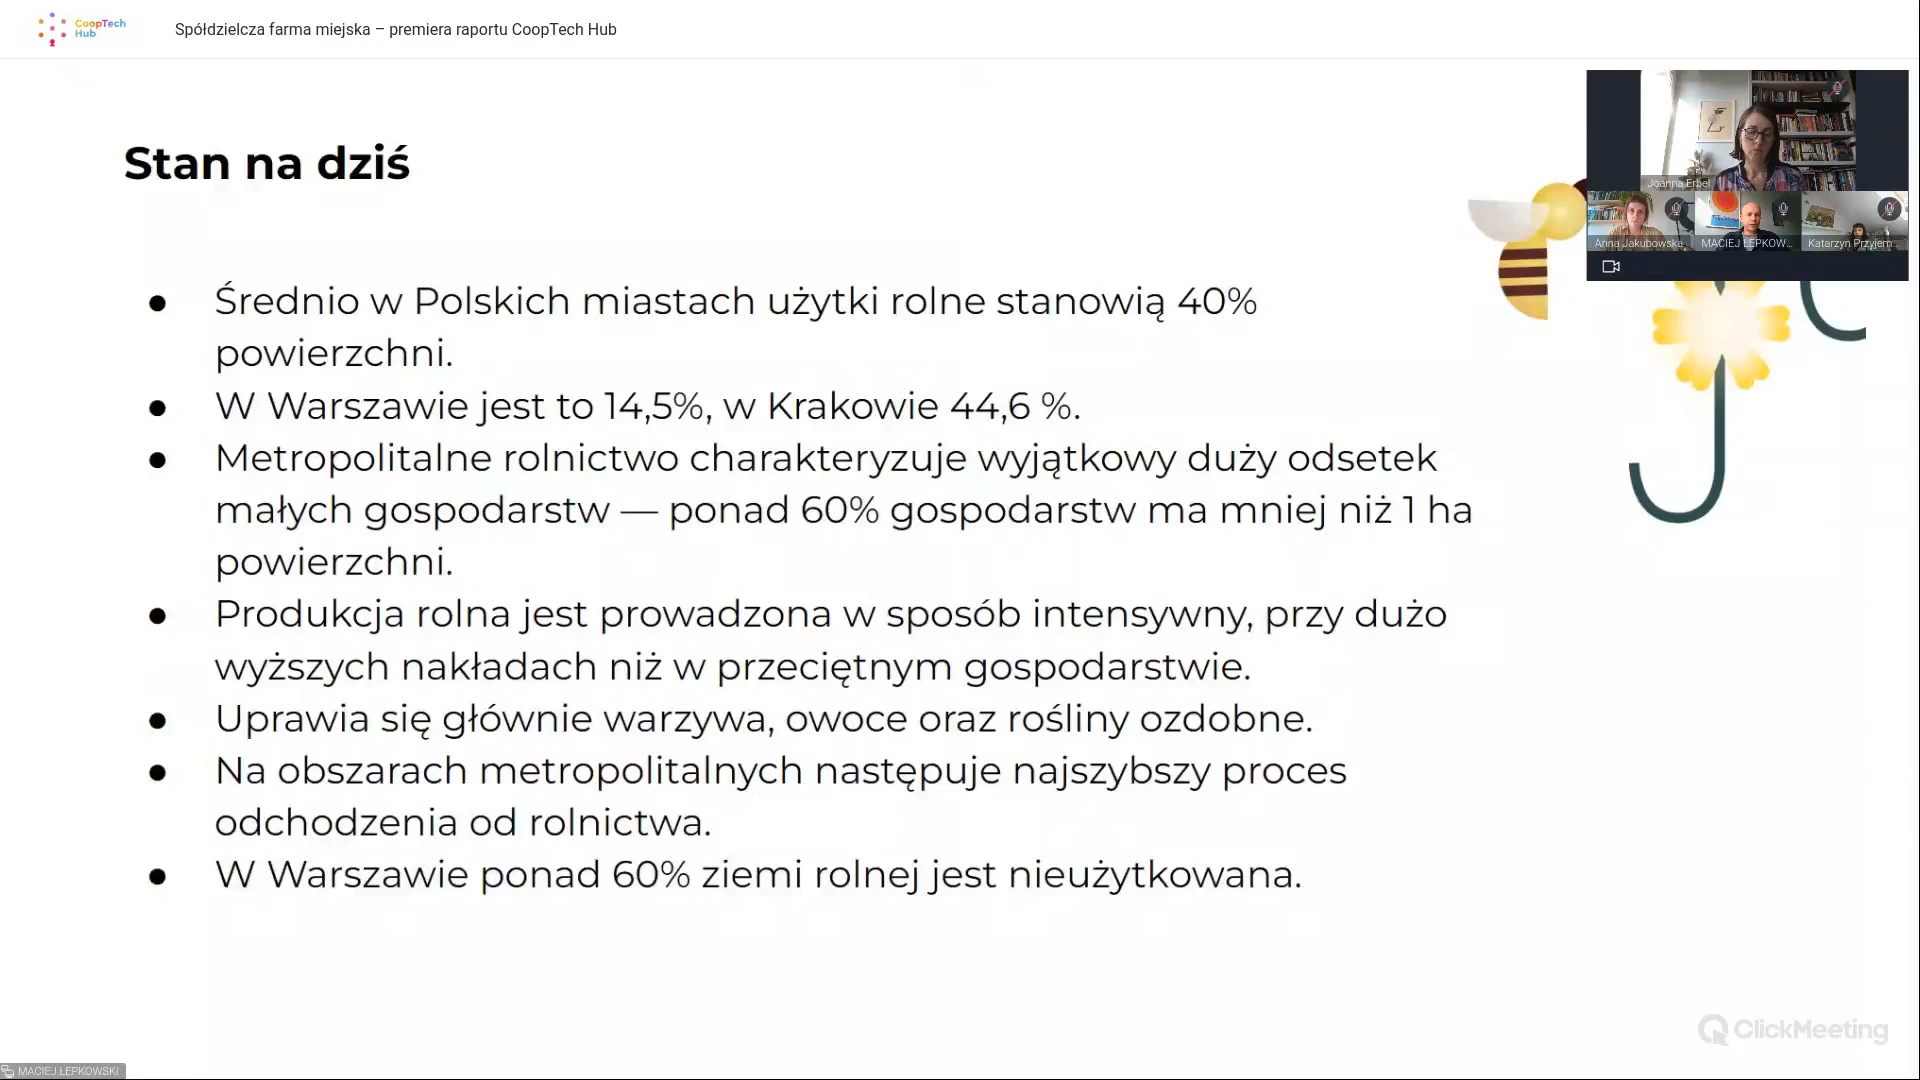 CoopTech
Hub
Spółdzielcza farma miejska – premiera raportu CoopTech Hub
Stan na dziś
● Średnio w Polskich miastach użytki rolne stanowią 40%
powierzchni.
● W Warszawie jest to 14,5%, w Krakowie 44,6 %.
● Metropolitalne rolnictwo charakteryzuje wyjątkowy duży odsetek
małych gospodarstw — ponad 60% gospodarstw ma mniej niż 1 ha
powierzchni.
● Produkcja rolna jest prowadzona w sposób intensywny, przy dużo
wyższych nakładach niż w przeciętnym gospodarstwie.
● Uprawia się głównie warzywa, owoce oraz rośliny ozdobne.
● Na obszarach metropolitalnych następuje najszybszy proces
odchodzenia od rolnictwa.
● W Warszawie ponad 60% ziemi rolnej jest nieużytkowana.
Joanna Erbel
Anna Jakubowska
MACIEJ ŁEPKOW...
Katarzyn Przyjem...
ClickMeeting
MACIEJ ŁEPKOWSKI